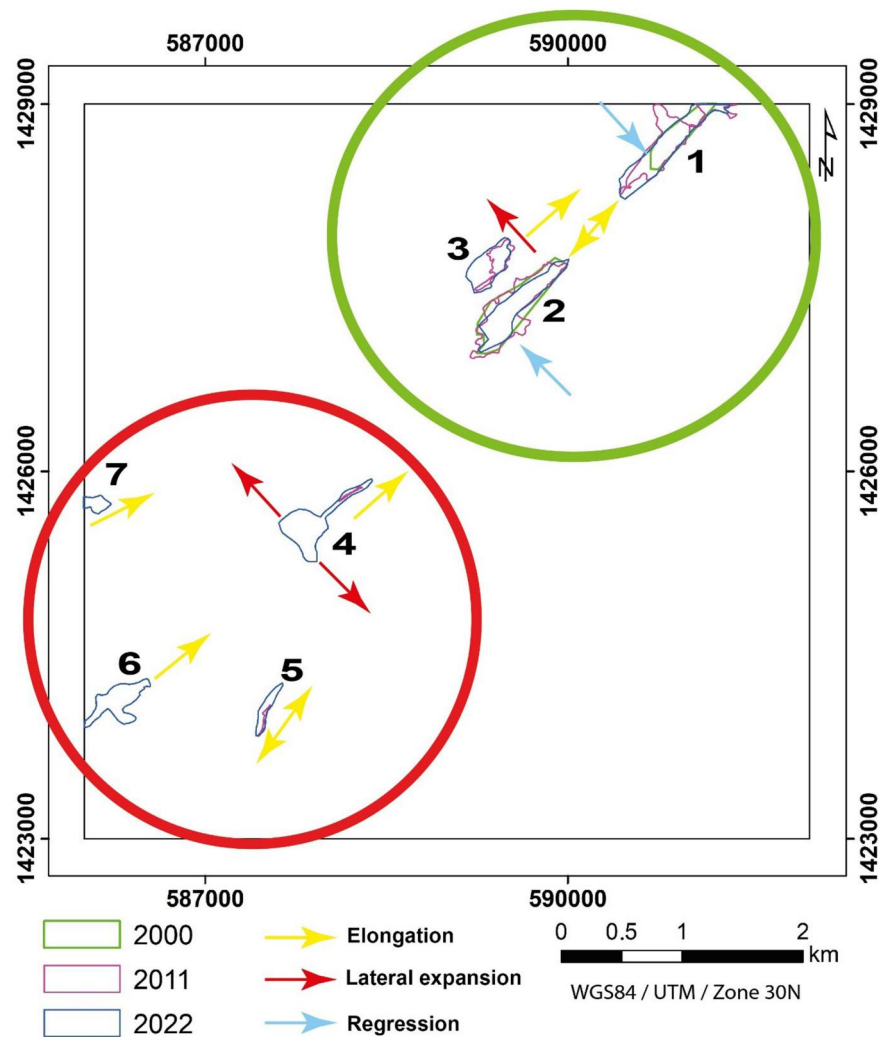 587000
590000
1429000
1429000
N
1
3
2
1426000
1426000
7
4
6
5
1423000
1423000
587000
590000
2000
Elongation
0 0.5 1 2
km
2011
Lateral expansion
WGS84 / UTM / Zone 30N
2022
Regression